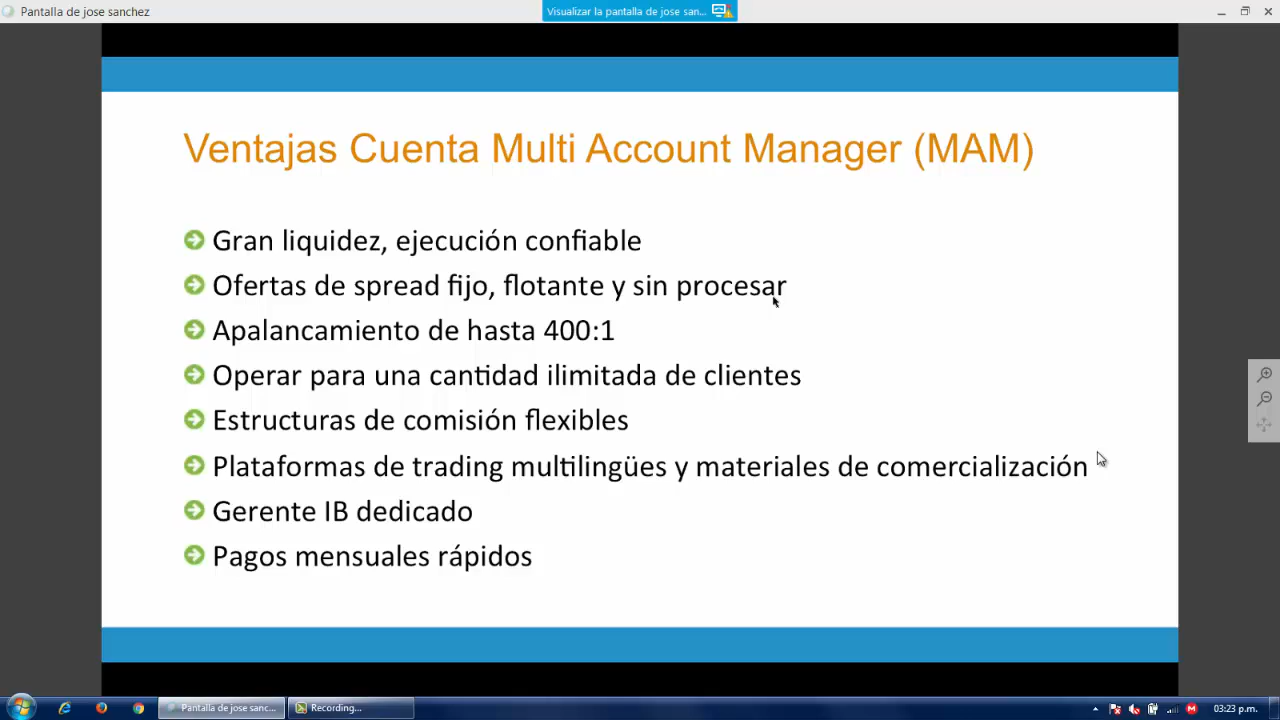 Pantalla de jose sanchez
Visualizar la pantalla de jose san...
Ventajas Cuenta Multi Account Manager (MAM)
Gran liquidez, ejecución confiable
Ofertas de spread fijo, flotante y sin procesar
Apalancamiento de hasta 400:1
Operar para una cantidad ilimitada de clientes
Estructuras de comisión flexibles
Plataformas de trading multilingües y materiales de comercialización
Gerente IB dedicado
Pagos mensuales rápidos
Pantalla de jose sanc...
Recording...
03:23 p.m.